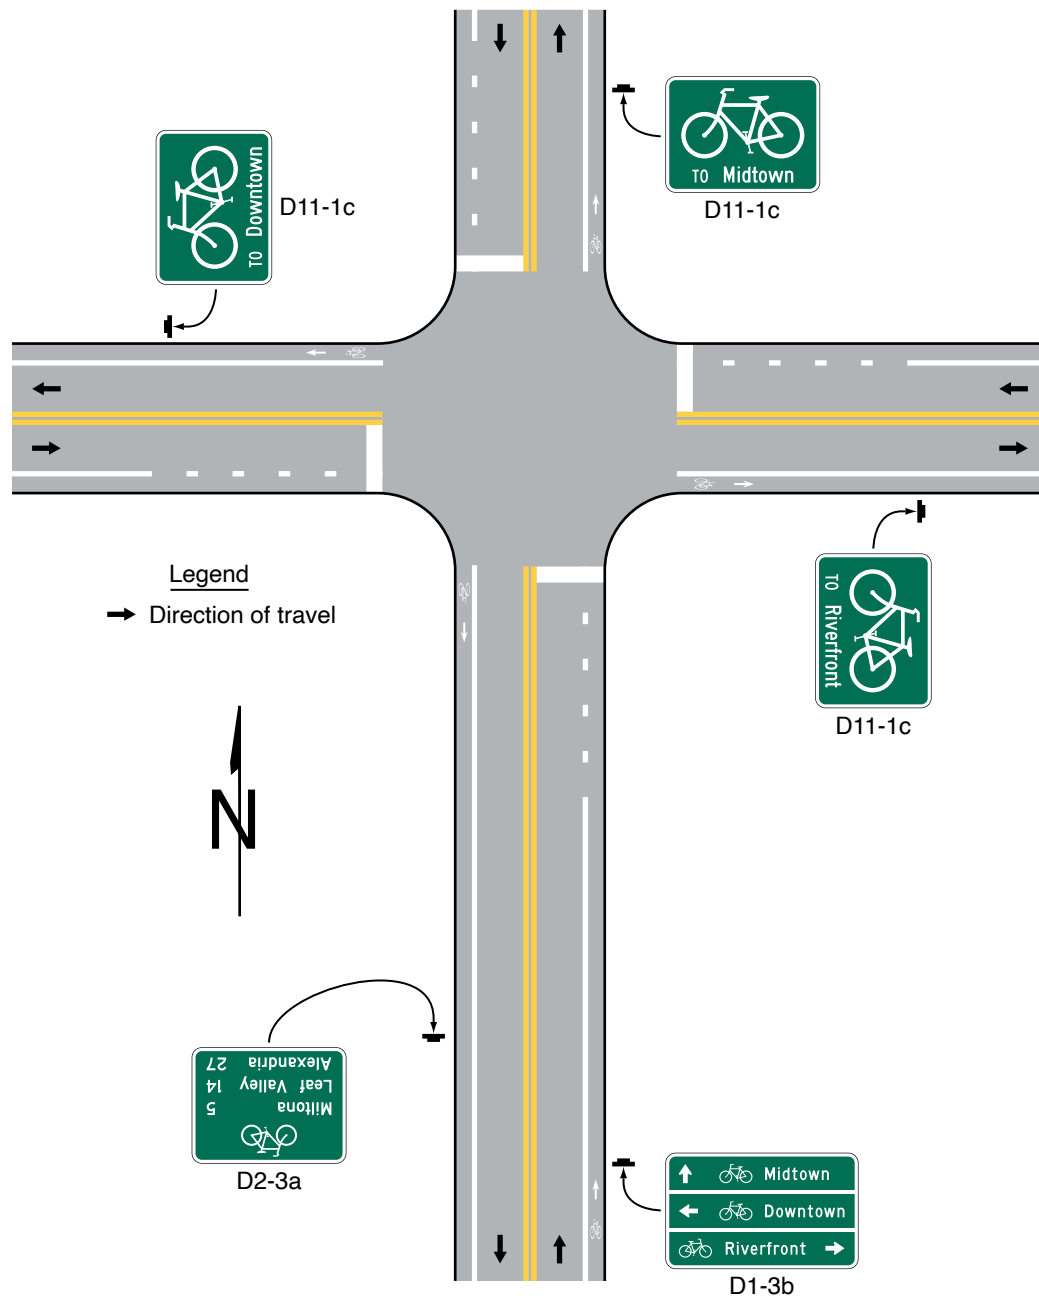 TO Midtown
D11-1c
TO Downtown
D11-1c
Legend
Direction of travel
TO Riverfront
D11-1c
N
Miltona 5
Leaf Valley 14
Alexandria 27
D2-3a
Midtown
Downtown
Riverfront
D1-3b